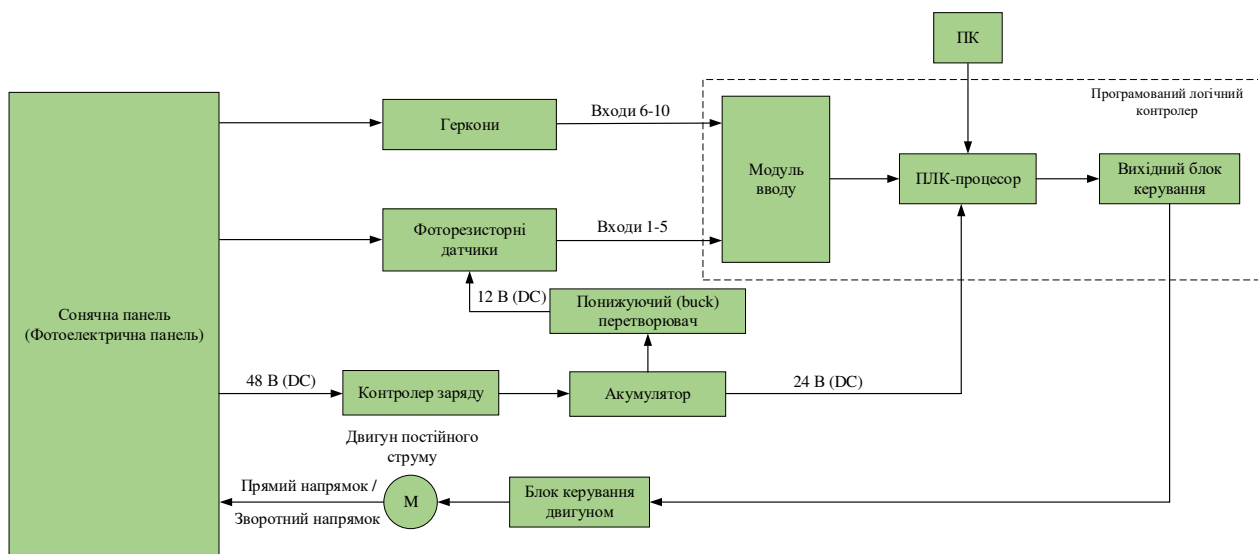 ПК
Програмований логічний
контролер
Геркони
Входи 6-10
Модуль
вводу
ПЛК-процесор
Вихідний блок
керування
Фоторезисторні
датчики
Входи 1-5
12 В (DC)
Понижуючий (buck)
перетворювач
Сонячна панель
(Фотоелектрична панель)
48 В (DC)
Контролер заряду
Акумулятор
24 В (DC)
Двигун постійного
струму
Прямий напрямок /
Зворотний напрямок
М
Блок керування
двигуном